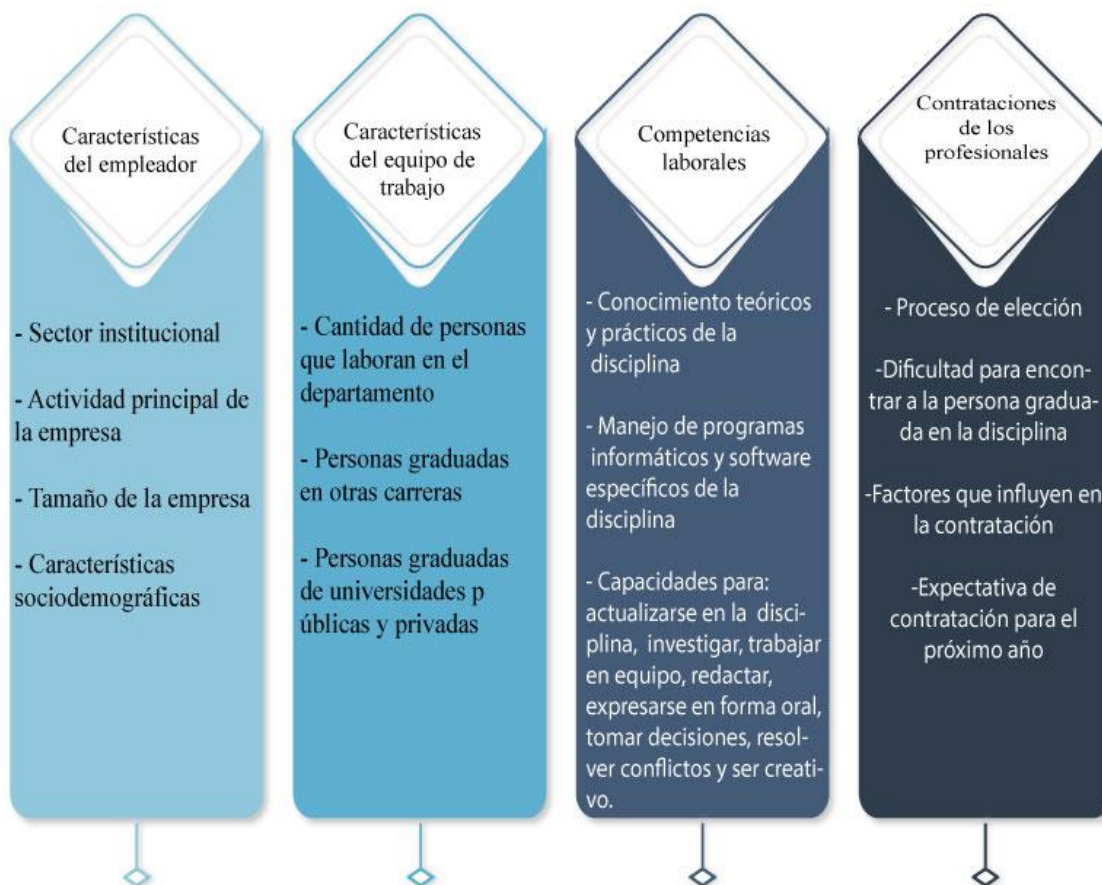 Características
del empleador
- Sector institucional
- Actividad principal de
la empresa
- Tamaño de la empresa
- Características
sociodemográficas
Características
del equipo de
trabajo
- Cantidad de personas
que laboran en el
departamento
- Personas graduadas
en otras carreras
- Personas graduadas
de universidades p
úblicas y privadas
Competencias
laborales
- Conocimiento teóricos
y prácticos de la
disciplina
- Manejo de programas
informáticos y software
específicos de la
disciplina
- Capacidades para:
actualizarse en la disci-
plina, investigar, trabajar
en equipo, redactar,
expresarse en forma oral,
tomar decisiones, resol-
ver conflictos y ser creati-
vo.
Contrataciones
de los
profesionales
- Proceso de elección
-Dificultad para encon-
trar a la persona gradua-
da en la disciplina
-Factores que influyen en
la contratación
-Expectativa de
contratación para el
próximo año